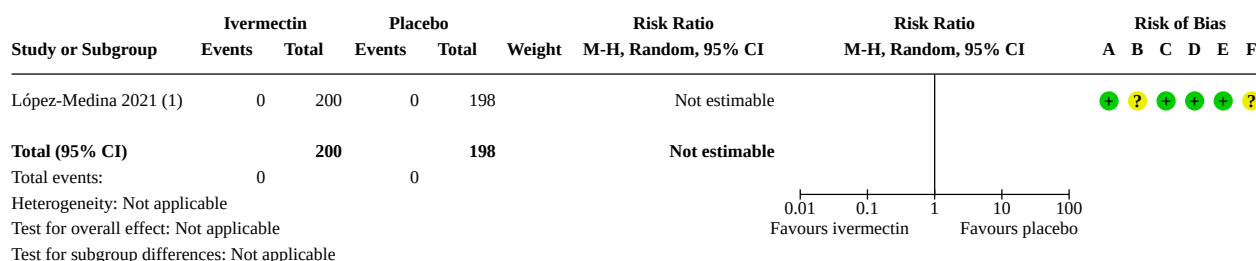 Ivermectin Placebo Risk Ratio Risk Ratio Risk of Bias
Study or Subgroup Events Total Events Total Weight M-H, Random, 95% CI M-H, Random, 95% CI A B C D E F
López-Medina 2021 (1) 0 200 0 198 Not estimable + ? + + + ?
Total (95% CI) 200 198 Not estimable
Total events: 0 0
Heterogeneity: Not applicable
0.01 0.1 1 10 100
Test for overall effect: Not applicable Favours ivermectin Favours placebo
Test for subgroup differences: Not applicable